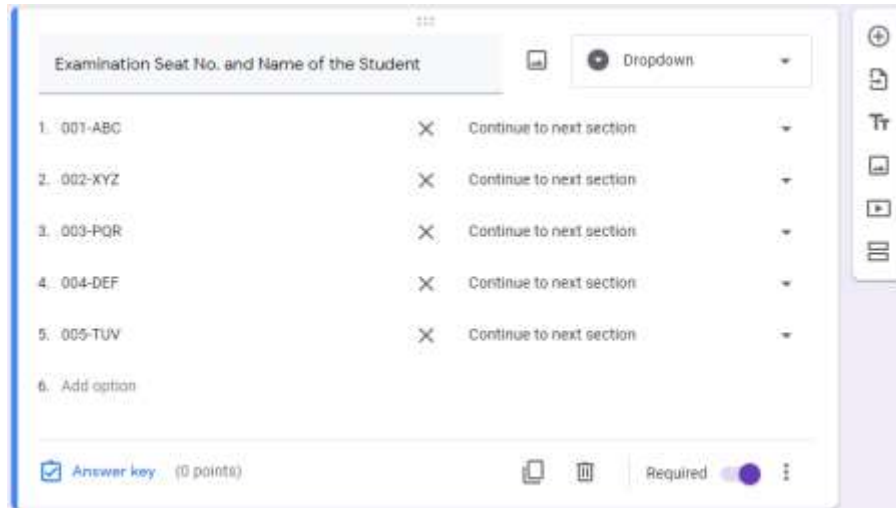 Examination Seat No. and Name of the Student Dropdown
1. 001-ABC Continue to next section
2. 002-XYZ Continue to next section
3. 003-PQR Continue to next section
4. 004-DEF Continue to next section
5. 005-TUV Continue to next section
6. Add option
Answer key (0 points) Required
Tr